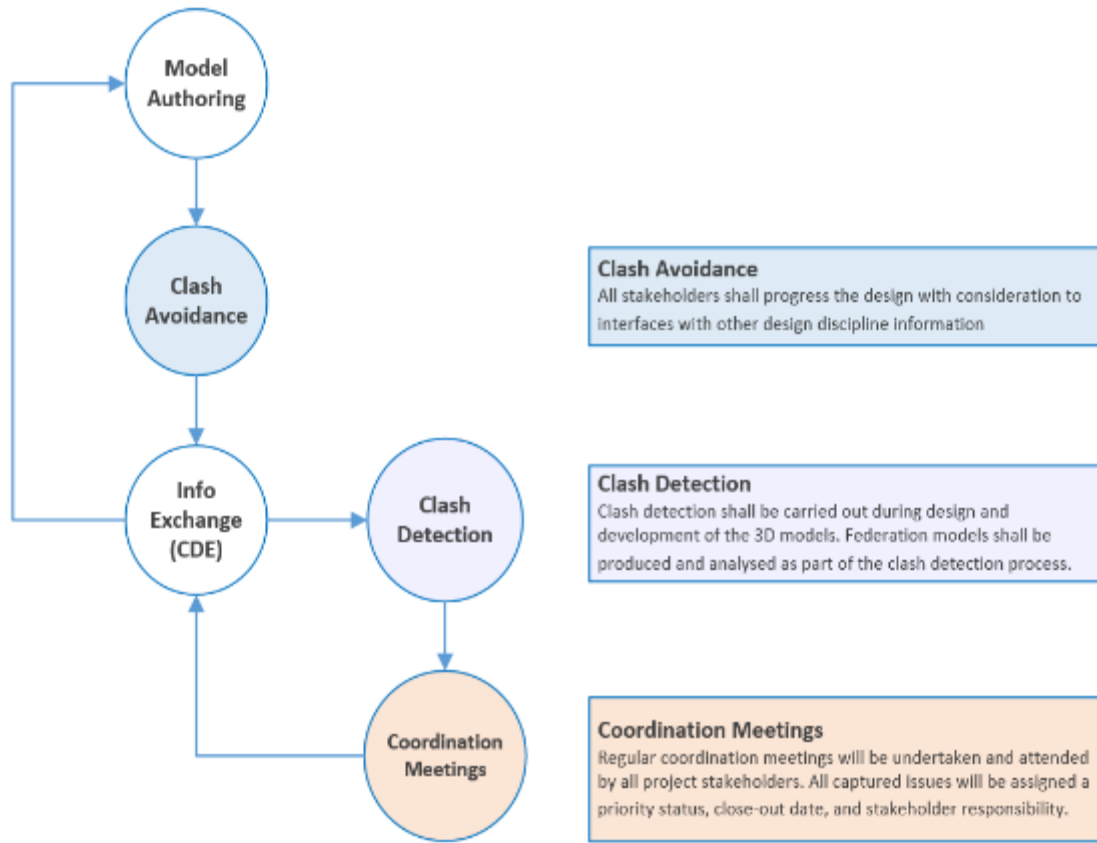 Model
Authoring
Clash
Avoidance
Clash Avoidance
All stakeholders shall progress the design with consideration to
interfaces with other design discipline information
Info
Exchange
(CDE)
Clash
Detection
Clash Detection
Clash detection shall be carried out during design and
development of the 3D models. Federation models shall be
produced and analysed as part of the clash detection process.
Coordination
Meetings
Coordination Meetings
Regular coordination meetings will be undertaken and attended
by all project stakeholders. All captured issues will be assigned a
priority status, close-out date, and stakeholder responsibility.